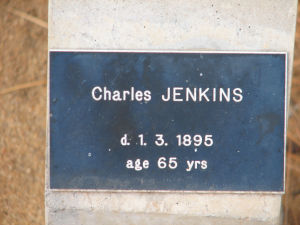 Charles JENKINS
d. 1. 3. 1895
age 65 yrs